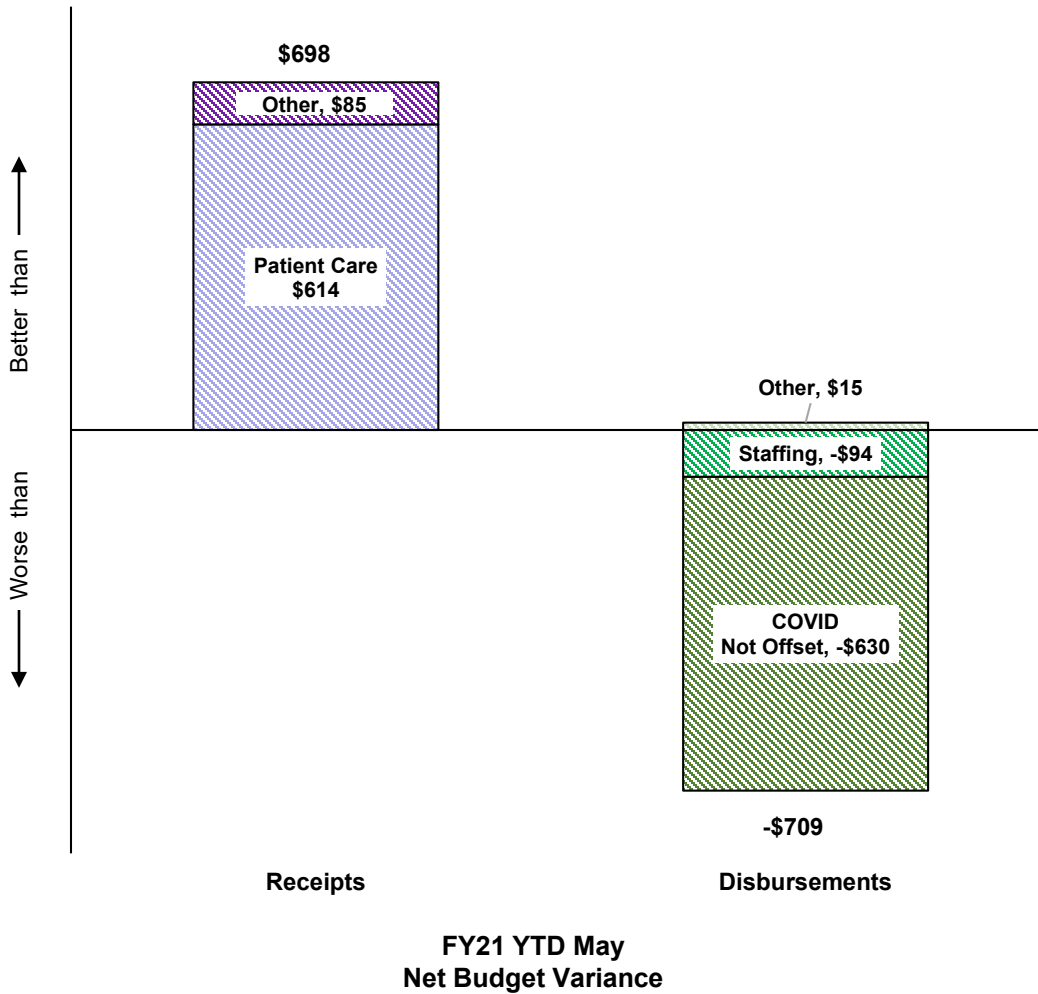 $698
Other, $85
Patient Care
$614
Better than
Other, $15
Staffing, -$94
Worse than
COVID
Not Offset, -$630
-$709
Receipts
Disbursements
FY21 YTD May
Net Budget Variance